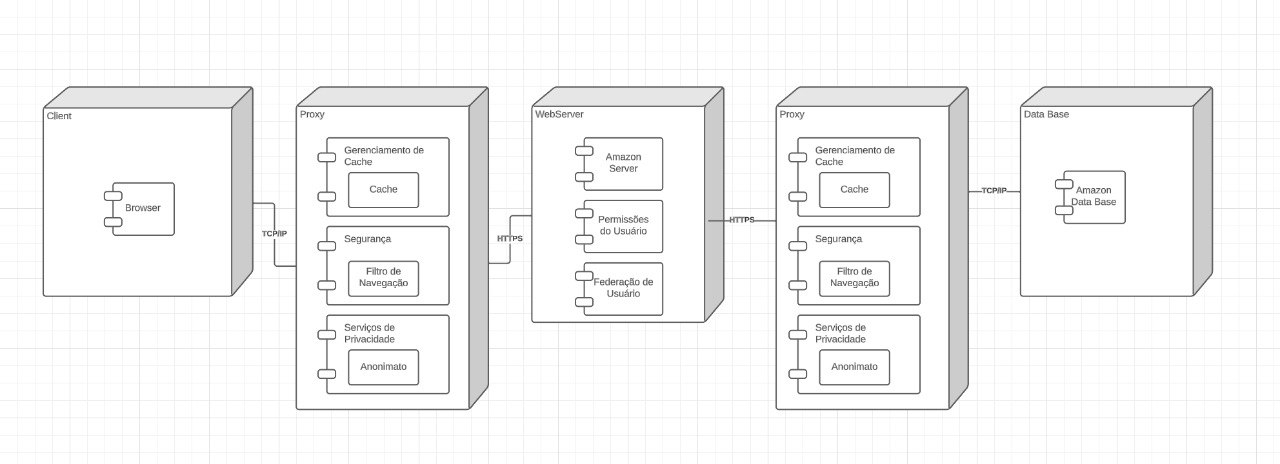 Client
Browser
TCP/IP
Proxy
Gerenciamento de
Cache
Cache
Segurança
Filtro de
Navegação
Serviços de
Privacidade
Anonimato
HTTPS
WebServer
Amazon
Server
Permissões
do Usuário
Federação de
Usuário
HTTPS
Proxy
Gerenciamento de
Cache
Cache
Segurança
Filtro de
Navegação
Serviços de
Privacidade
Anonimato
TCP/IP
Data Base
Amazon
Data Base